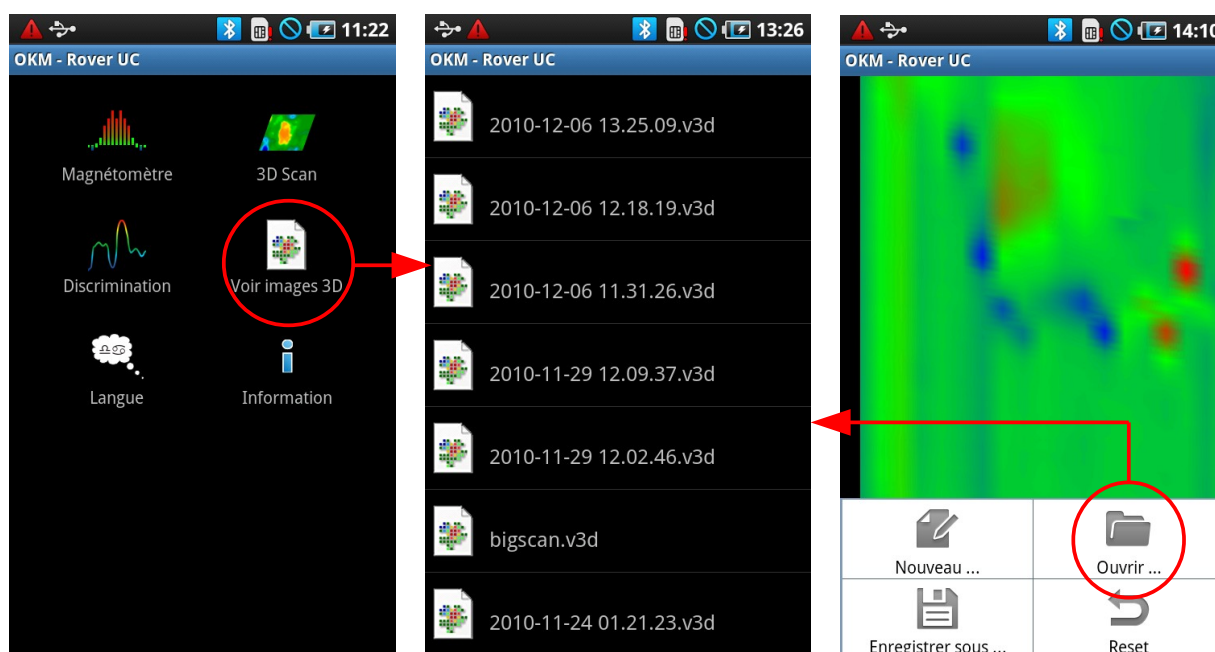 11:22
OKM - Rover UC
Magnétomètre
3D Scan
Discrimination
Voir images 3D
Langue
Information
13:26
OKM - Rover UC
2010-12-06 13.25.09.v3d
2010-12-06 12.18.19.v3d
2010-12-06 11.31.26.v3d
2010-11-29 12.09.37.v3d
2010-11-29 12.02.46.v3d
bigscan.v3d
2010-11-24 01.21.23.v3d
14:10
OKM - Rover UC
Nouveau ...
Ouvrir ...
Enregistrer sous ...
Reset